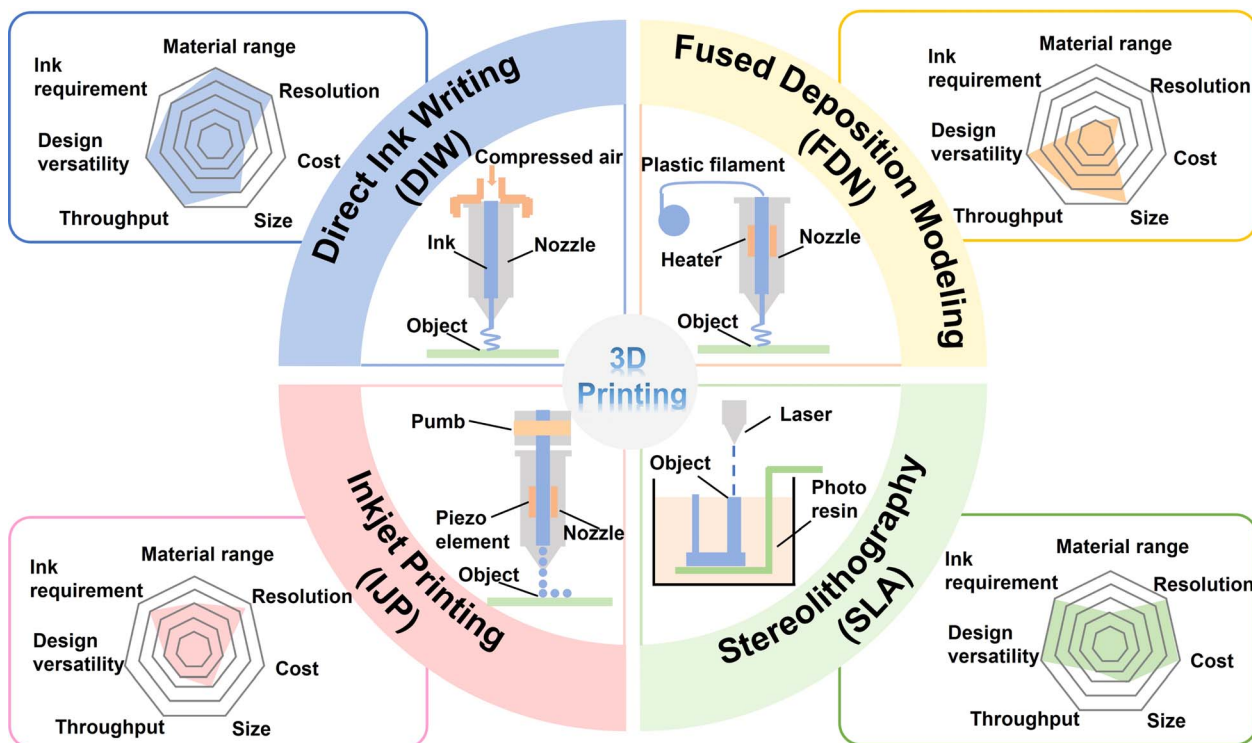 Material range
Ink
requirement
Resolution
Design
versatility
Cost
Throughput
Size
Direct Ink Writing
(DIW)
Compressed air
Ink
Nozzle
Object
Fused Deposition Modeling
(FDN)
Plastic filament
Heater
Nozzle
Object
Material range
Ink
requirement
Resolution
Design
versatility
Cost
Throughput
Size
3D
Printing
Pumb
Piezo
element
Nozzle
Object
Inkjet Printing
(IJP)
Material range
Ink
requirement
Resolution
Design
versatility
Cost
Throughput
Size
Laser
Object
Photo
resin
Stereolithography
(SLA)
Material range
Ink
requirement
Resolution
Design
versatility
Cost
Throughput
Size